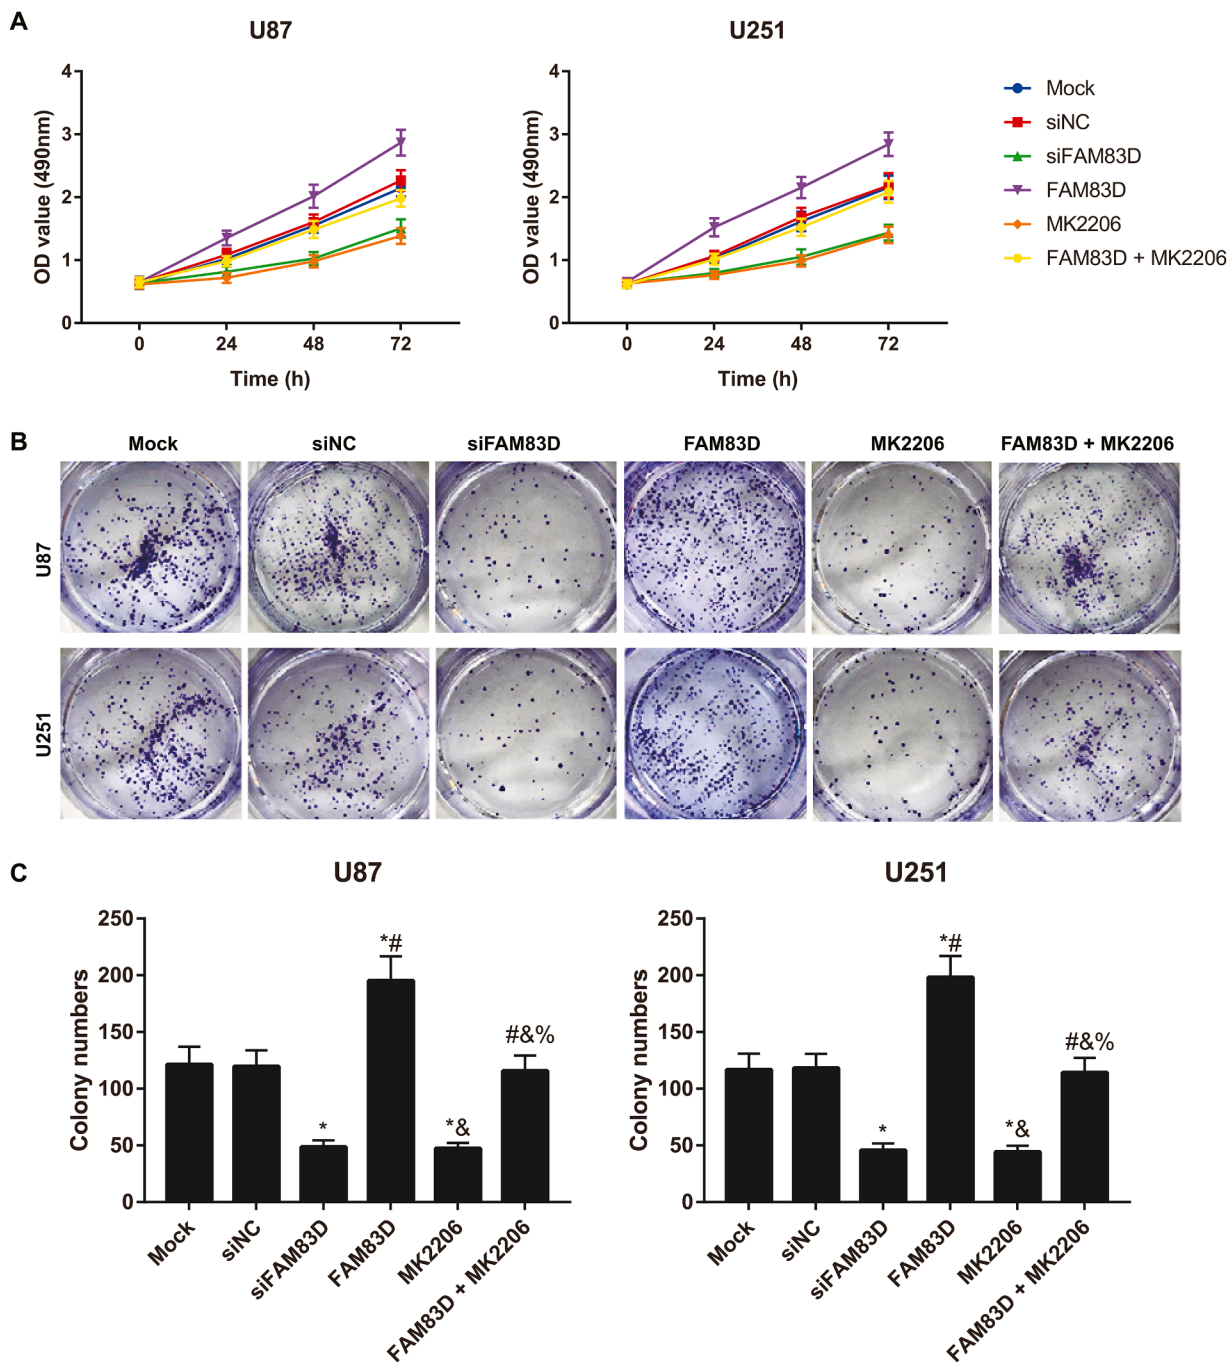 A
U87
U251
OD value (490nm)
4
3
2
1
0
0 24 48 72
Time (h)
OD value (490nm)
4
3
2
1
0
0 24 48 72
Time (h)
Mock
siNC
siFAM83D
FAM83D
MK2206
FAM83D + MK2206
B
Mock siNC siFAM83D FAM83D MK2206 FAM83D + MK2206
U87
U251
C
U87
U251
Colony numbers
250
200
150
100
50
0
*
*#
*&
#&%
Mock
siNC
siFAM83D
FAM83D
MK2206
FAM83D + MK2206
Colony numbers
250
200
150
100
50
0
*
*#
*&
#&%
Mock
siNC
siFAM83D
FAM83D
MK2206
FAM83D + MK2206